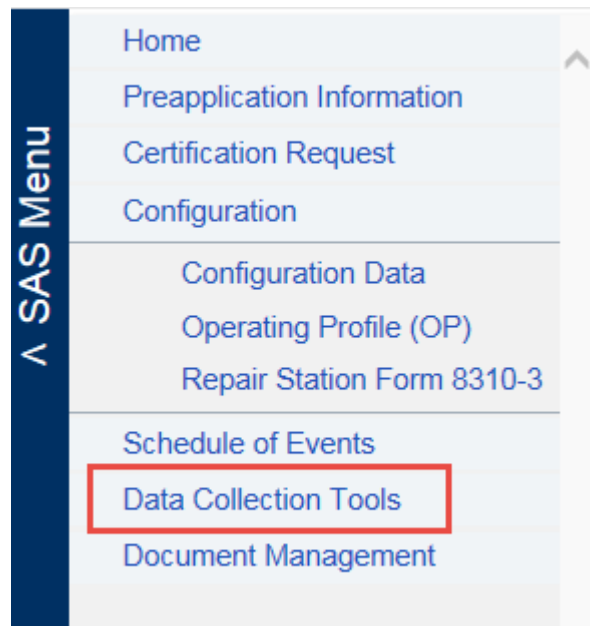 < SAS Menu
Home
Preapplication Information
Certification Request
Configuration
Configuration Data
Operating Profile (OP)
Repair Station Form 8310-3
Schedule of Events
Data Collection Tools
Document Management